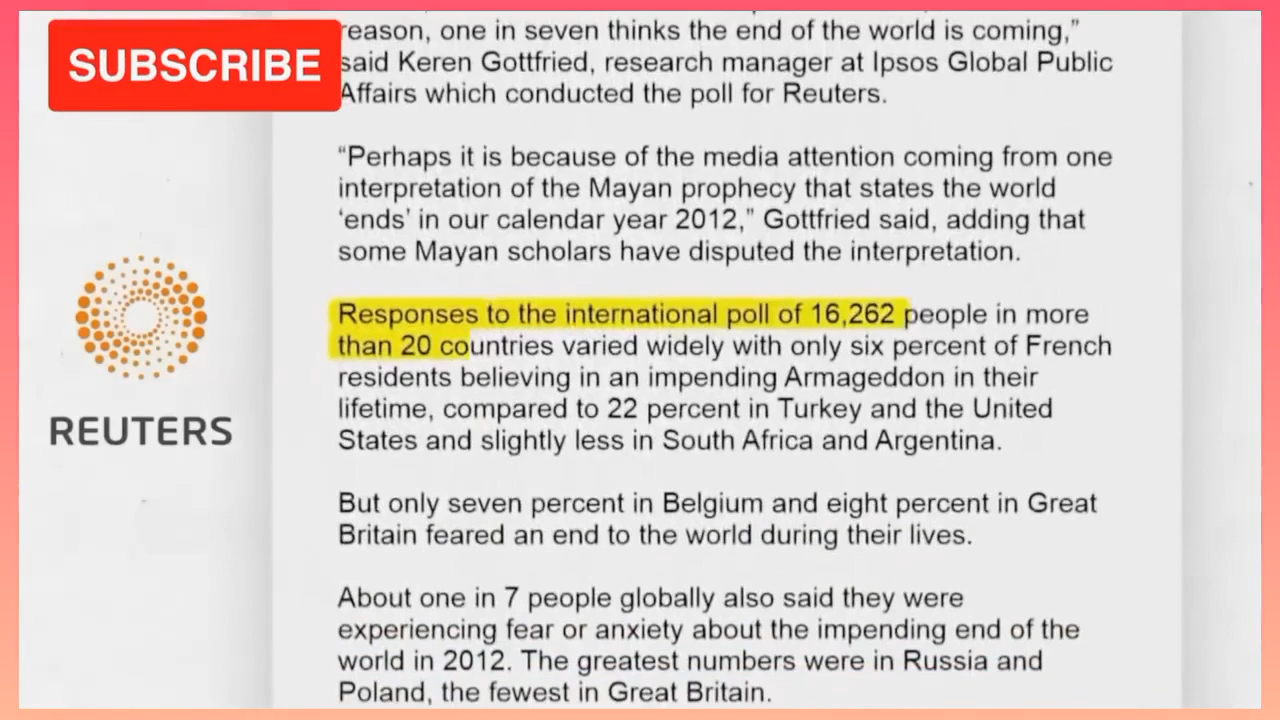 SUBSCRIBE
reason, one in seven thinks the end of the world is coming,”
said Keren Gottfried, research manager at Ipsos Global Public
Affairs which conducted the poll for Reuters.
“Perhaps it is because of the media attention coming from one
interpretation of the Mayan prophecy that states the world
‘ends’ in our calendar year 2012,” Gottfried said, adding that
some Mayan scholars have disputed the interpretation.
Responses to the international poll of 16,262 people in more
than 20 countries varied widely with only six percent of French
residents believing in an impending Armageddon in their
lifetime, compared to 22 percent in Turkey and the United
States and slightly less in South Africa and Argentina.
REUTERS
But only seven percent in Belgium and eight percent in Great
Britain feared an end to the world during their lives.
About one in 7 people globally also said they were
experiencing fear or anxiety about the impending end of the
world in 2012. The greatest numbers were in Russia and
Poland, the fewest in Great Britain.